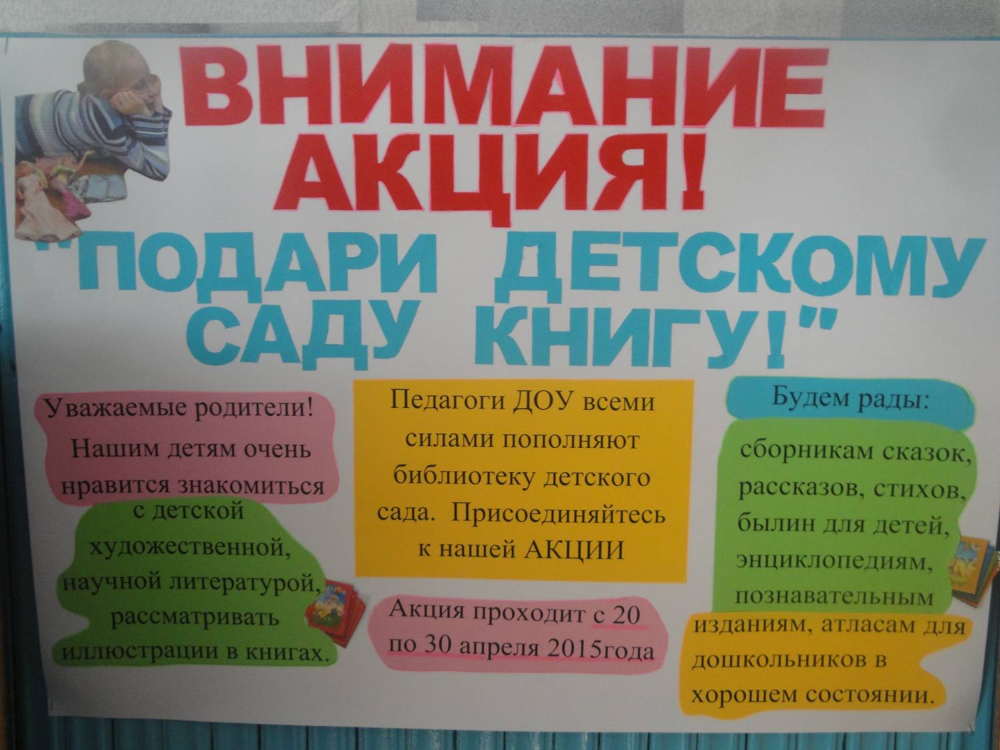 ВНИМАНИЕ
АКЦИЯ!
"ПОДАРИ ДЕТСКОМУ
САДУ КНИГУ!"
Уважаемые родители!
Нашим детям очень
нравится знакомиться
с детской
художественной,
научной литературой,
рассматривать
иллюстрации в книгах.
Педагоги ДОУ всеми
силами пополняют
библиотеку детского
сада. Присоединяйтесь
к нашей АКЦИИ
Акция проходит с 20
по 30 апреля 2015года
Будем рады:
сборникам сказок,
рассказов, стихов,
былин для детей,
энциклопедиям,
познавательным
изданиям, атласам для
дошкольников в
хорошем состоянии.